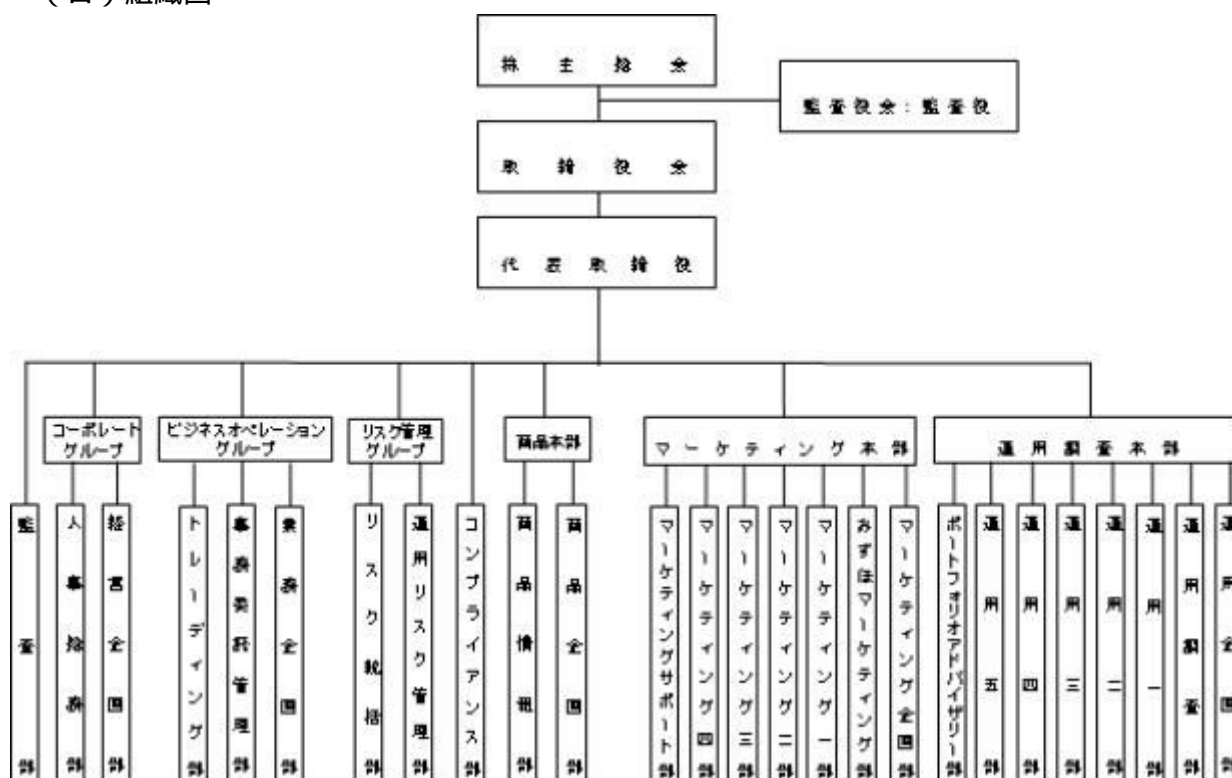 （ロ）組織図
株主総会
監査役会：監査役
取締役会
代表取締役
コーポレート
グループ
ビジネスオペレーション
グループ
リスク管理
グループ
商品本部
マーケティング本部
運用調査本部
監査部
人事総務部
経営企画部
トレーディング部
事務委託管理部
業務企画部
リスク統括部
運用リスク管理部
コンプライアンス部
商品情報部
商品企画部
マーケティングサポート部
マーケティング四部
マーケティング三部
マーケティング二部
マーケティング一部
みずほマーケティング部
マーケティング企画部
ポートフォリオアドバイザリー部
運用五部
運用四部
運用三部
運用二部
運用一部
運用調査部
運用企画部